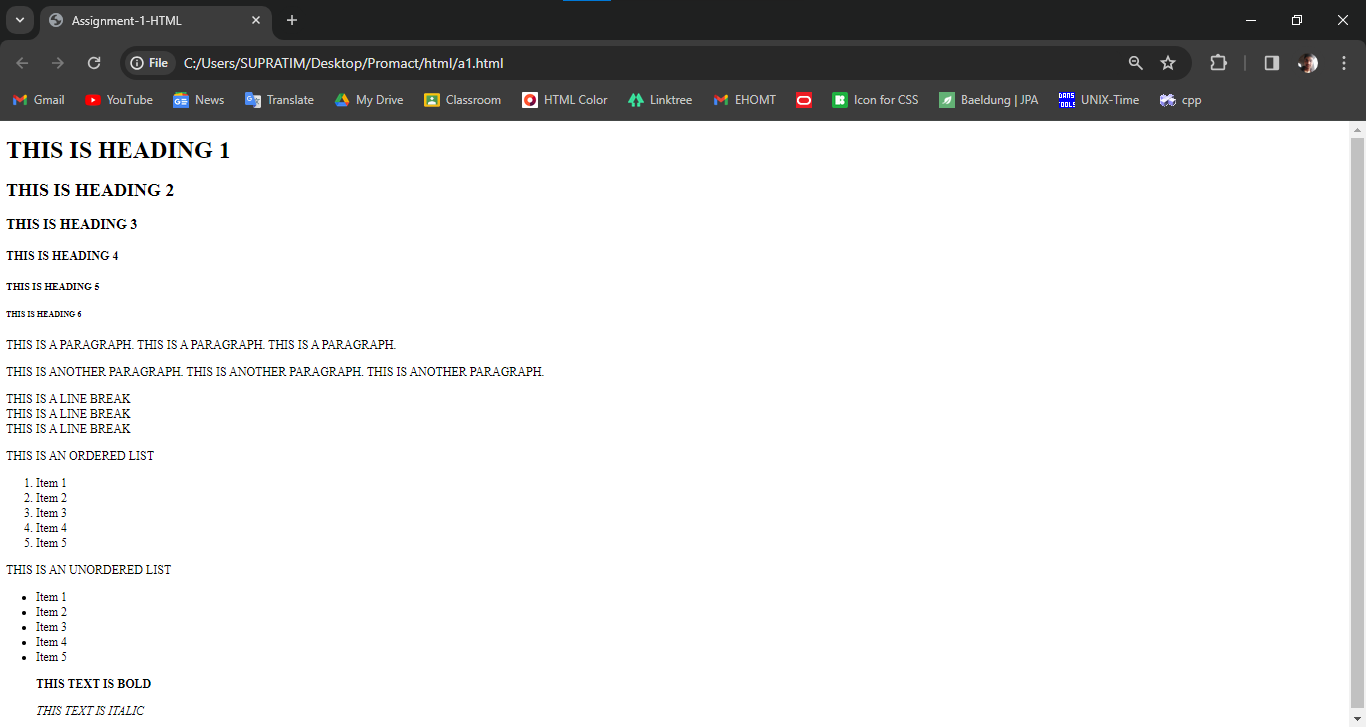 Assignment-1-HTML
File C:/Users/SUPRATIM/Desktop/Promact/html/a1.html
Gmail YouTube News Translate My Drive Classroom HTML Color Linktree EHOMT Icon for CSS Baeldung | JPA DANS TOOLS UNIX-Time cpp
THIS IS HEADING 1
THIS IS HEADING 2
THIS IS HEADING 3
THIS IS HEADING 4
THIS IS HEADING 5
THIS IS HEADING 6
THIS IS A PARAGRAPH. THIS IS A PARAGRAPH. THIS IS A PARAGRAPH.
THIS IS ANOTHER PARAGRAPH. THIS IS ANOTHER PARAGRAPH. THIS IS ANOTHER PARAGRAPH.
THIS IS A LINE BREAK
THIS IS A LINE BREAK
THIS IS A LINE BREAK
THIS IS AN ORDERED LIST
1. Item 1
2. Item 2
3. Item 3
4. Item 4
5. Item 5
THIS IS AN UNORDERED LIST
• Item 1
• Item 2
• Item 3
• Item 4
• Item 5
THIS TEXT IS BOLD
THIS TEXT IS ITALIC